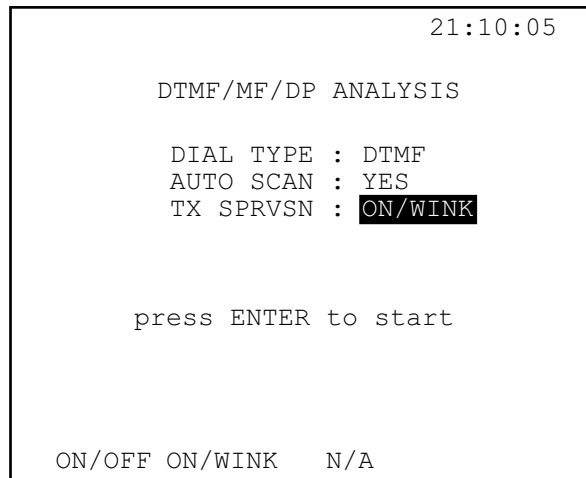 21:10:05
DTMF/MF/DP ANALYSIS
DIAL TYPE : DTMF
AUTO SCAN : YES
TX SPRVSN : ON/WINK
press ENTER to start
ON/OFF ON/WINK N/A